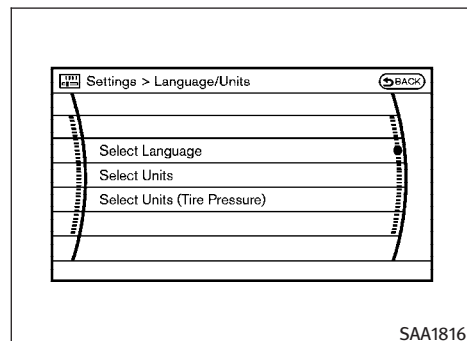 Settings > Language/Units
BACK
Select Language
Select Units
Select Units (Tire Pressure)
SAA1816